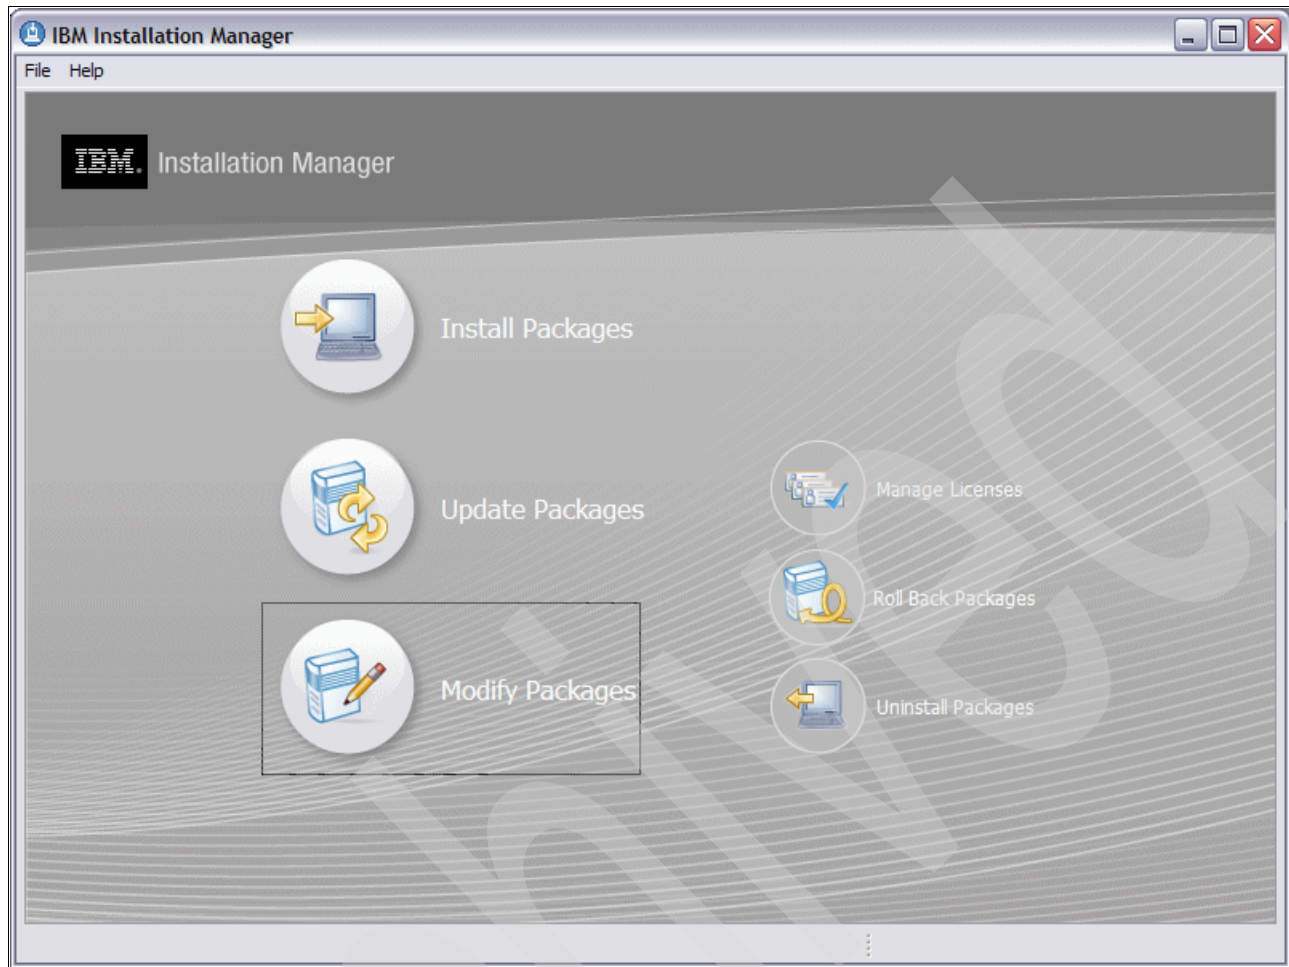 IBM Installation Manager
File Help
IBM. Installation Manager
Install Packages
Update Packages
Modify Packages
Manage Licenses
Roll Back Packages
Uninstall Packages